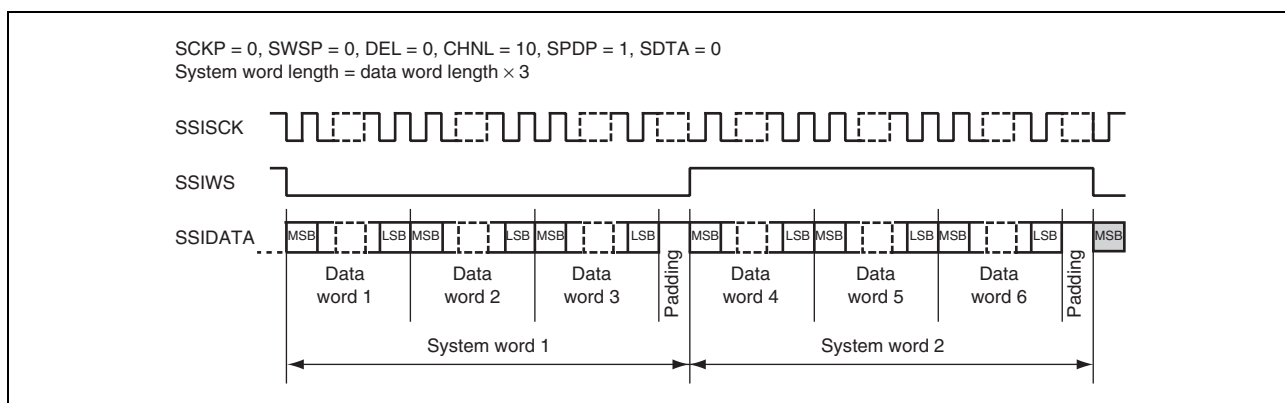 SCKP = 0, SWSP = 0, DEL = 0, CHNL = 10, SPDP = 1, SDTA = 0
System word length = data word length × 3
SSISCK
SSIWS
SSIDATA
MSB LSB MSB LSB MSB LSB MSB LSB MSB LSB MSB LSB MSB
Data word 1
Data word 2
Data word 3
Padding
Data word 4
Data word 5
Data word 6
Padding
System word 1
System word 2